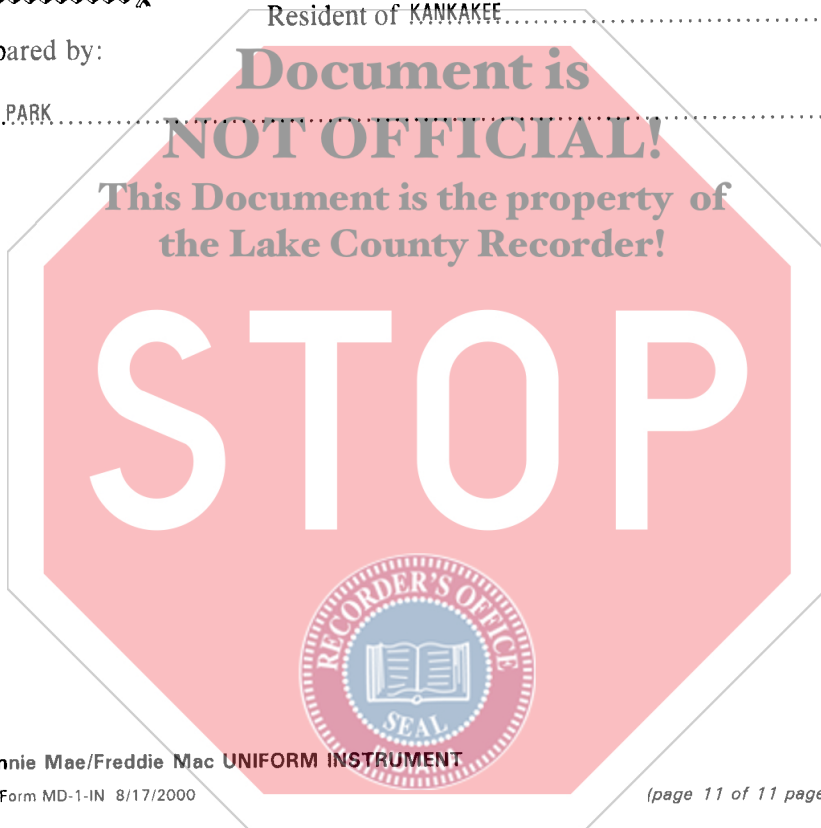 Resident of KANKAKEE
pared by:
PARK
Document is
NOT OFFICIAL!
This Document is the property of
the Lake County Recorder!
STOP
RECORDER'S OFFICE
SEAL
nnie Mae/Freddie Mac UNIFORM INSTRUMENT
Form MD-1-IN 8/17/2000
(page 11 of 11 page